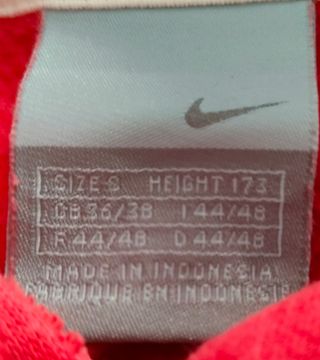 SIZE S HEIGHT 173
GB 36/38 I 44/48
F 44/48 D 44/48
MADE IN INDONESIA
FABRIQUE EN INDONESIE